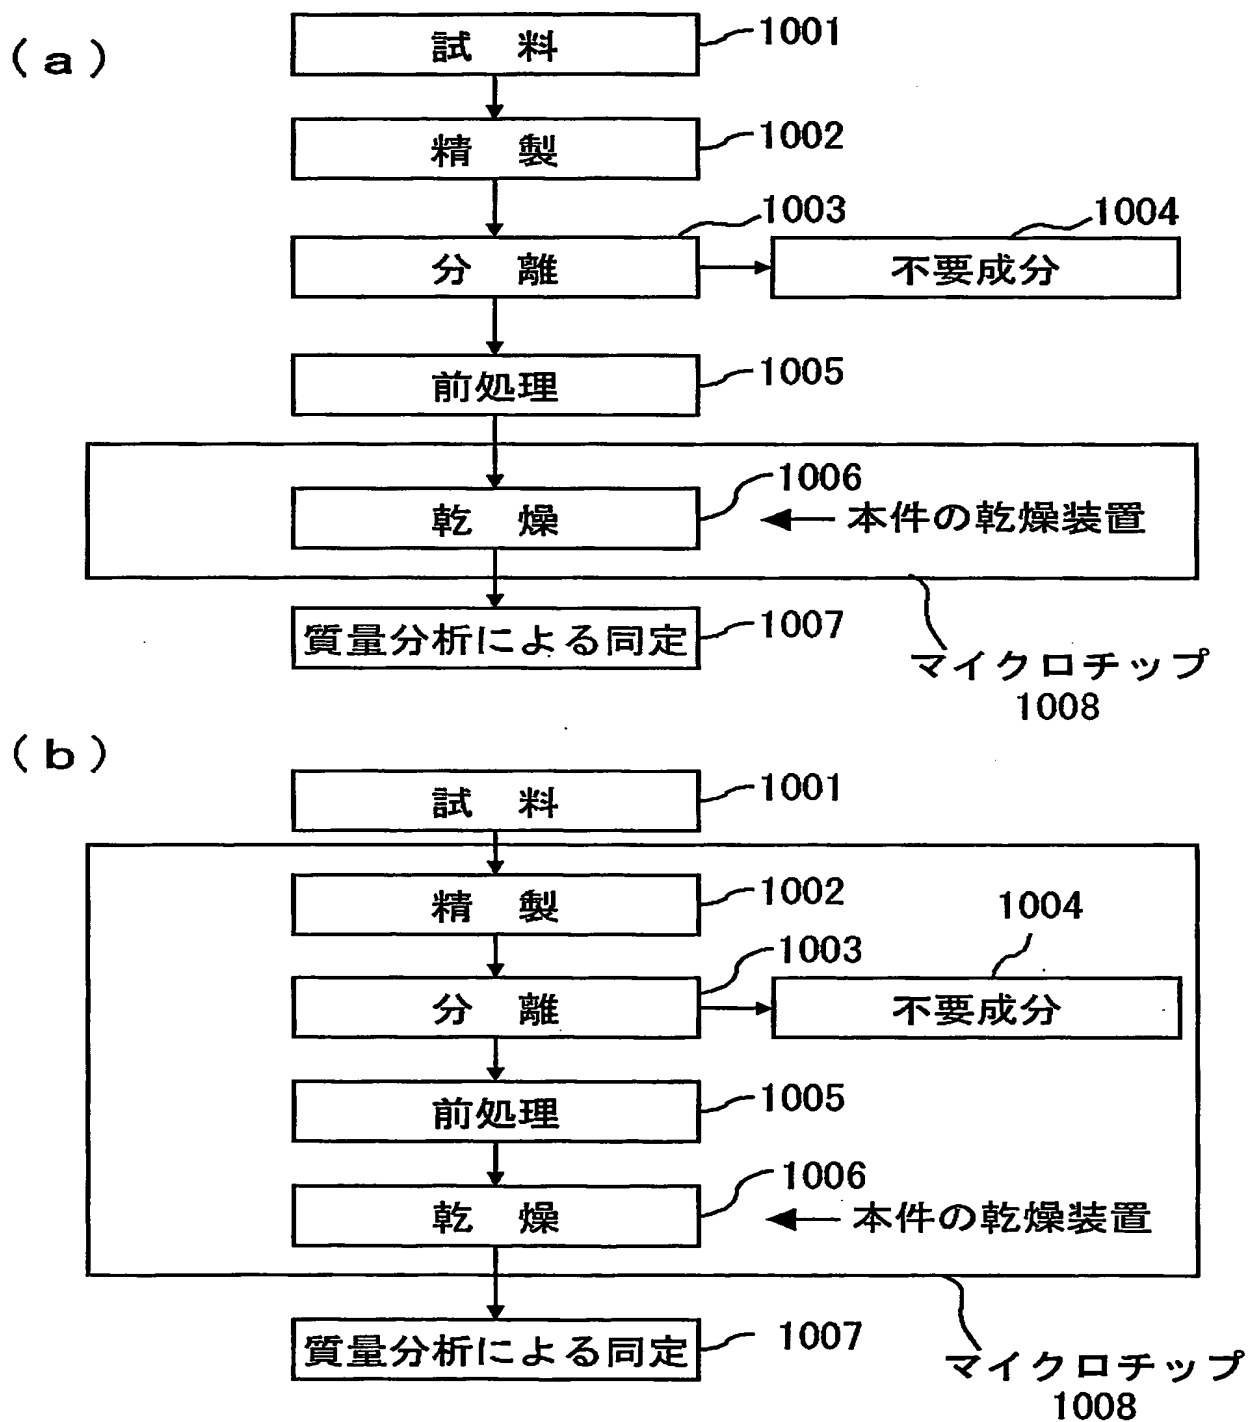 (a)
試料
1001
精製
1002
分離
1003
不要成分
1004
前処理
1005
乾燥
1006
本件の乾燥装置
質量分析による同定
1007
マイクロチップ
1008
(b)
試料
1001
精製
1002
分離
1003
不要成分
1004
前処理
1005
乾燥
1006
本件の乾燥装置
質量分析による同定
1007
マイクロチップ
1008